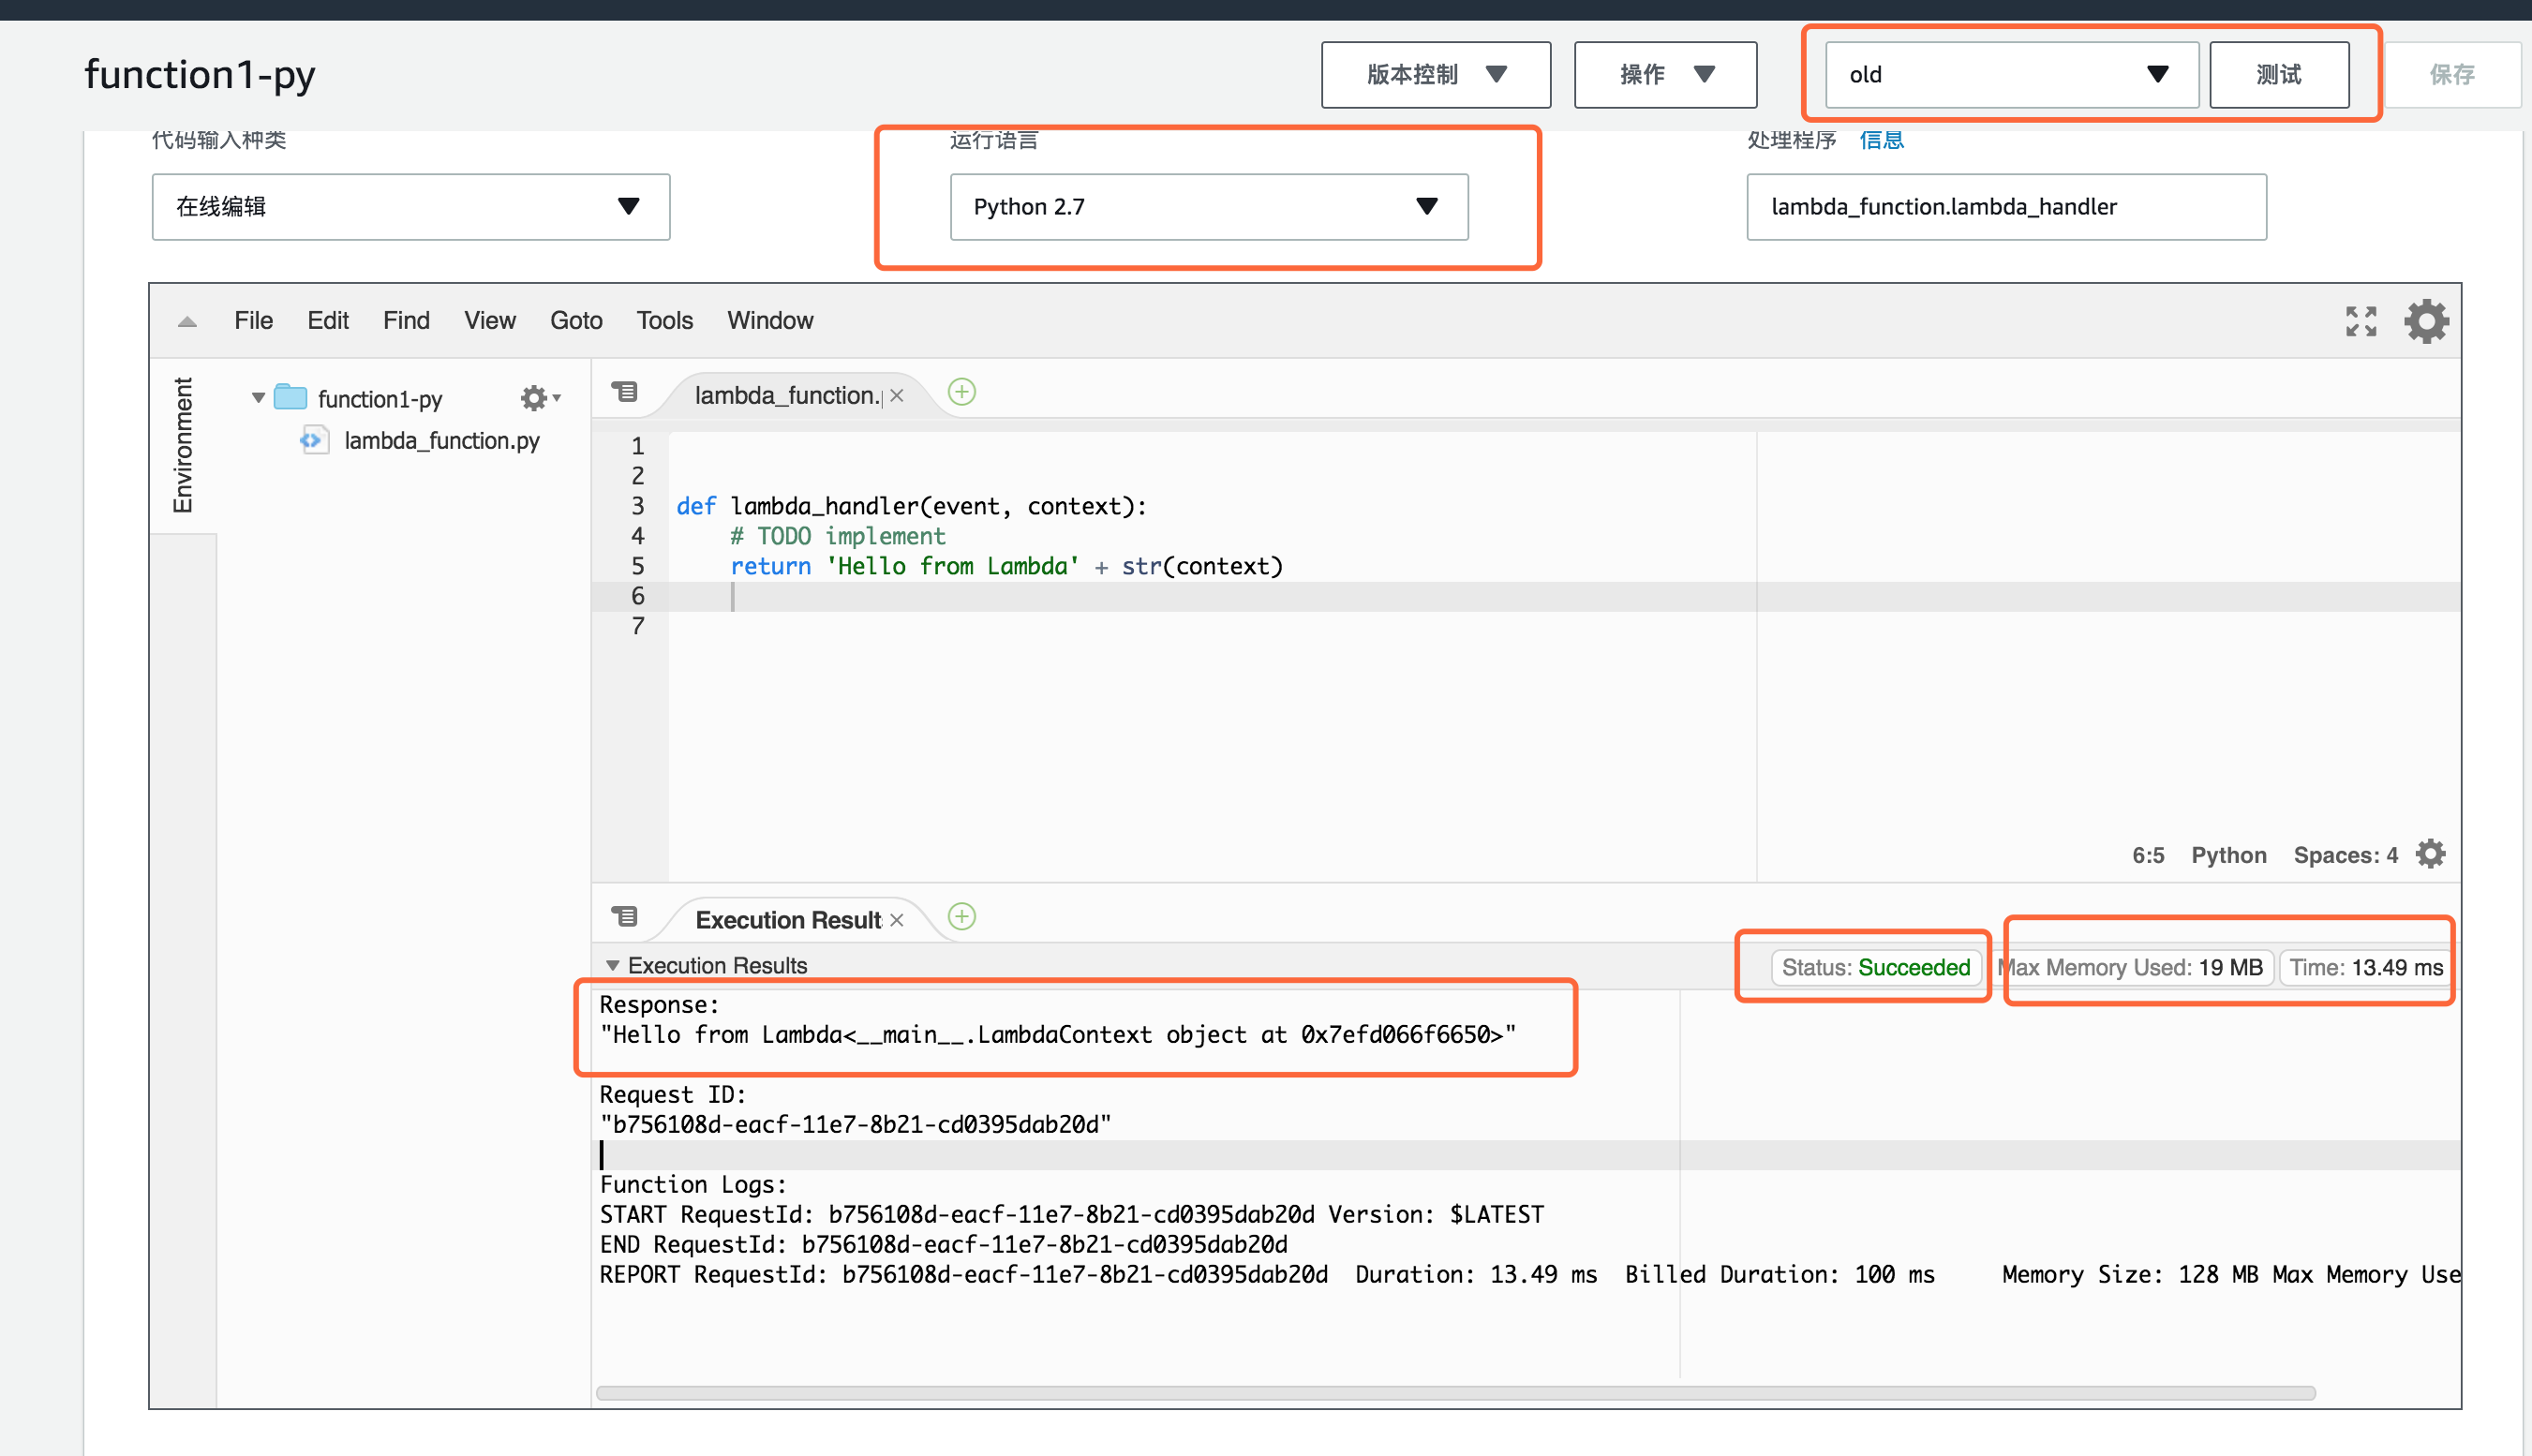 function1-py
版本控制
操作
old
测试
保存
代码输入种类
运行语言
处理程序 信息
在线编辑
Python 2.7
lambda_function.lambda_handler
File Edit Find View Goto Tools Window
Environment
function1-py
lambda_function.py
lambda_function.
1
2
3 def lambda_handler(event, context):
4 # TODO implement
5 return 'Hello from Lambda' + str(context)
6
7
6:5 Python Spaces: 4
Execution Result
Execution Results
Status: Succeeded
Max Memory Used: 19 MB
Time: 13.49 ms
Response:
"Hello from Lambda<__main__.LambdaContext object at 0x7efd066f6650>"
Request ID:
"b756108d-eacf-11e7-8b21-cd0395dab20d"
Function Logs:
START RequestId: b756108d-eacf-11e7-8b21-cd0395dab20d Version: $LATEST
END RequestId: b756108d-eacf-11e7-8b21-cd0395dab20d
REPORT RequestId: b756108d-eacf-11e7-8b21-cd0395dab20d Duration: 13.49 ms Billed Duration: 100 ms Memory Size: 128 MB Max Memory Use